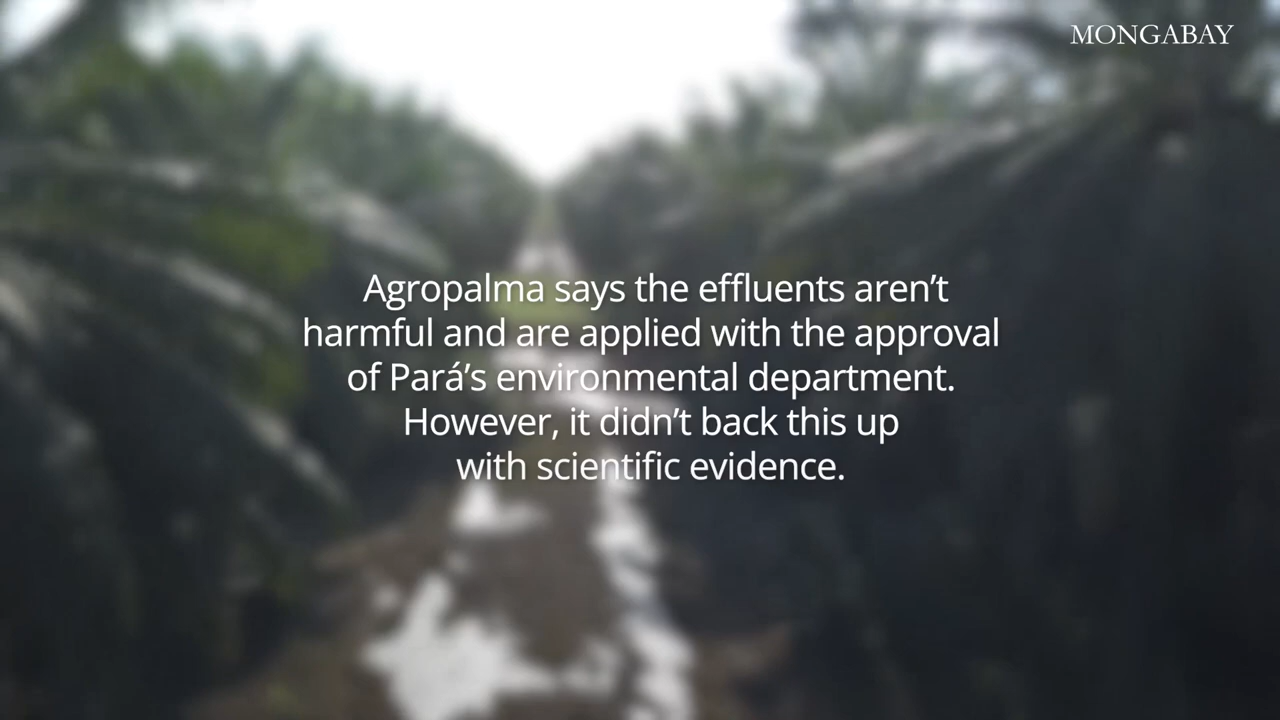 MONGABAY
Agropalma says the effluents aren’t
harmful and are applied with the approval
of Pará’s environmental department.
However, it didn’t back this up
with scientific evidence.